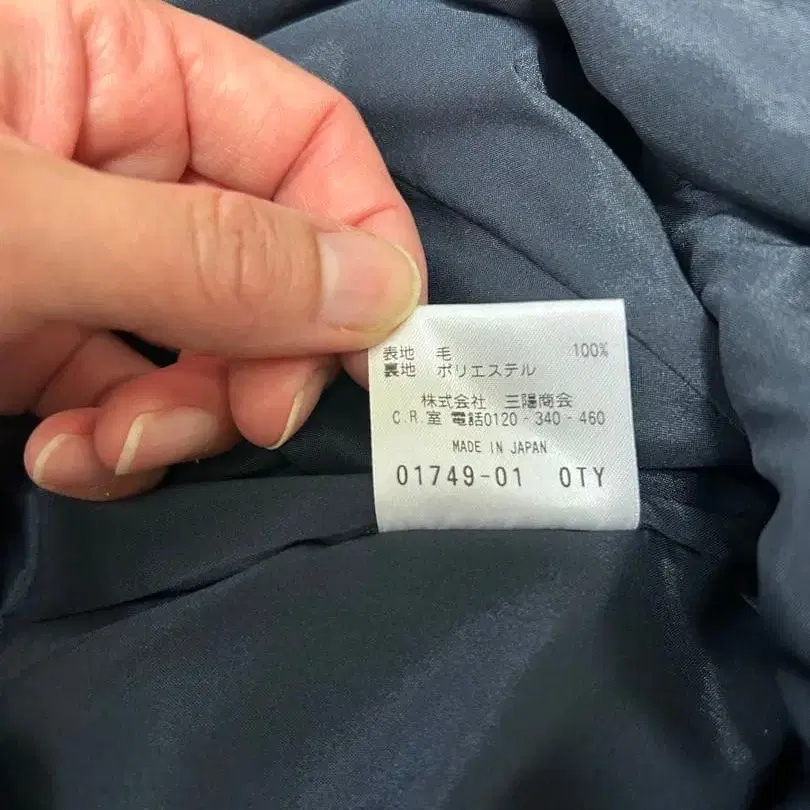 表地 毛 100%
裏地 ポリエステル
株式会社 三陽商会
C.R.室 電話0120-340-460
MADE IN JAPAN
01749-01 0TY